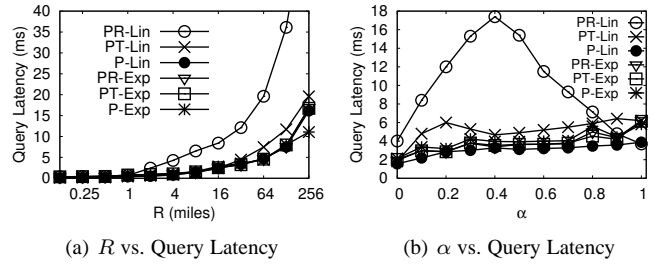 Query Latency (ms)
40
35
30
25
20
15
10
5
0
PR-Lin
PT-Lin
P-Lin
PR-Exp
PT-Exp
P-Exp
0.25 1 4 16 64 256
R (miles)
(a) R vs. Query Latency
Query Latency (ms)
18
16
14
12
10
8
6
4
2
0
PR-Lin
PT-Lin
P-Lin
PR-Exp
PT-Exp
P-Exp
0 0.2 0.4 0.6 0.8 1
α
(b) α vs. Query Latency